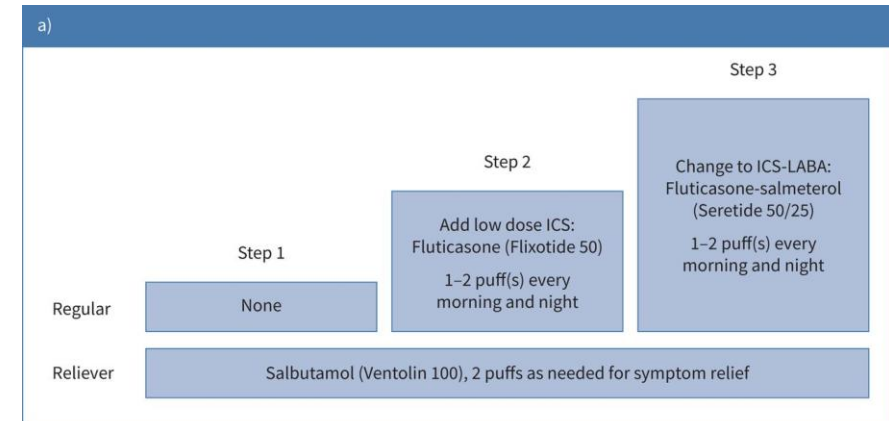 a)
Step 3
Step 2
Change to ICS-LABA:
Fluticasone-salmeterol
(Seretide 50/25)
1–2 puff(s) every
morning and night
Add low dose ICS:
Fluticasone (Flixotide 50)
1–2 puff(s) every
morning and night
Step 1
Regular
None
Reliever
Salbutamol (Ventolin 100), 2 puffs as needed for symptom relief